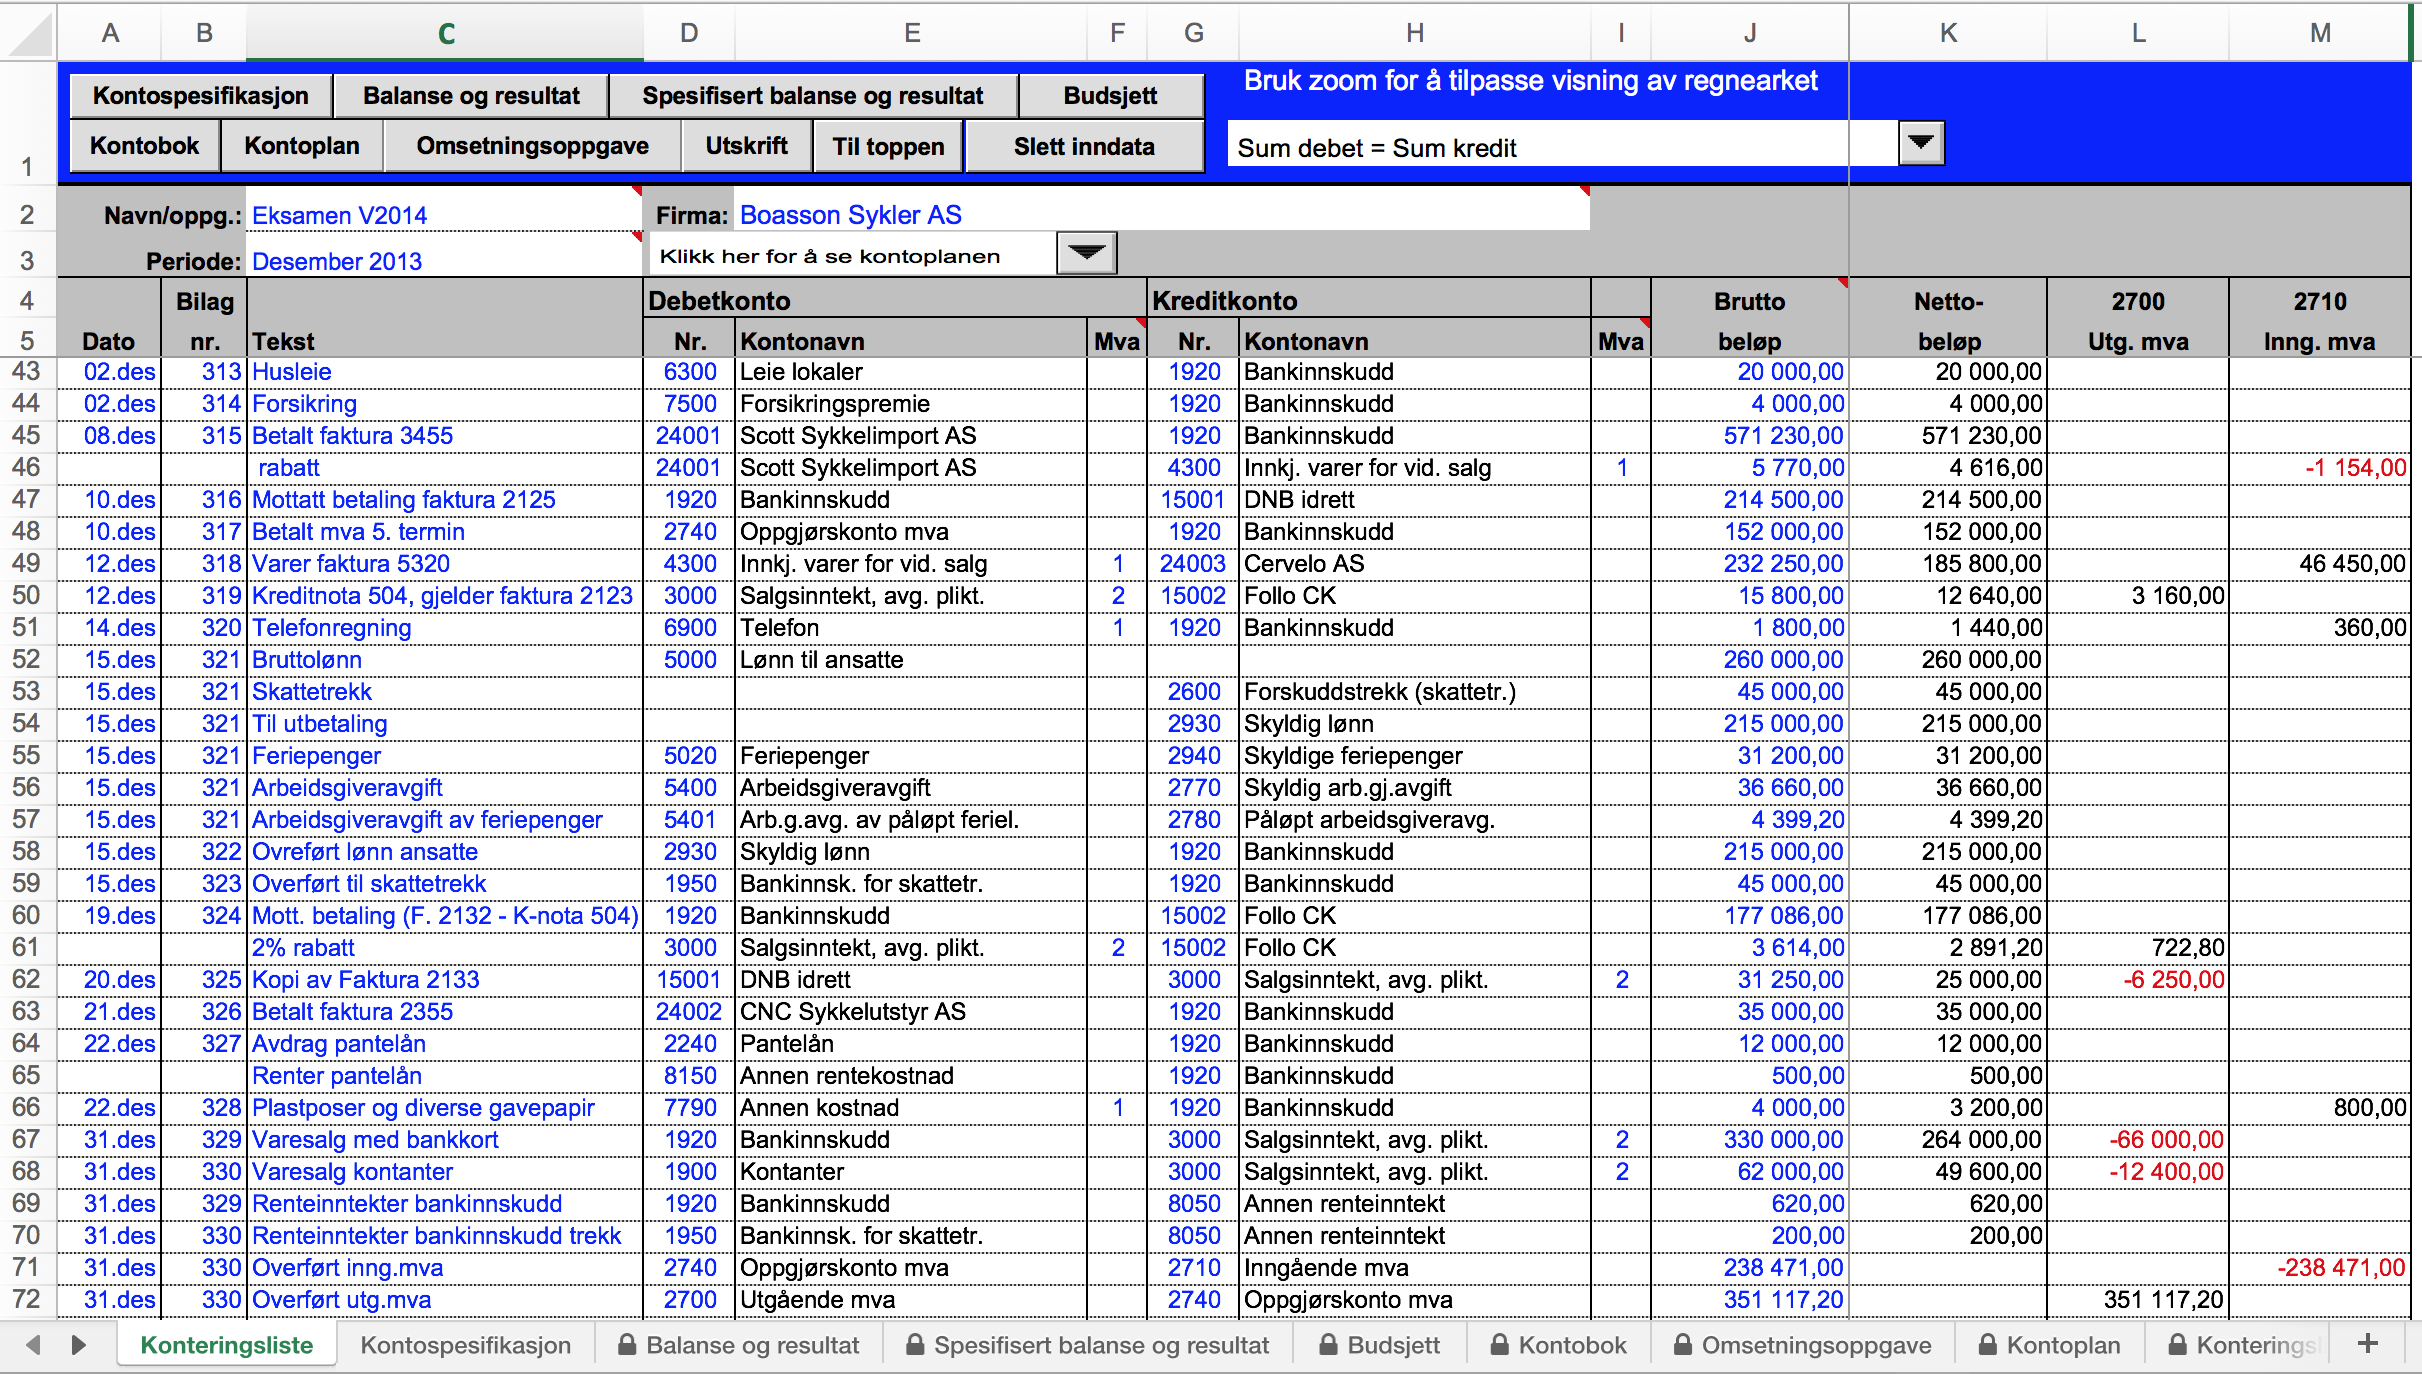 A B C D E F G H I J K L M
1
Kontospesifikasjon Balanse og resultat Spesifisert balanse og resultat Budsjett
Kontobok Kontoplan Omsetningsoppgave Utskrift Til toppen Slett inndata
Bruk zoom for å tilpasse visning av regnearket
Sum debet = Sum kredit
2 Navn/oppg.: Eksamen V2014 Firma: Boasson Sykler AS
3 Periode: Desember 2013 Klikk her for å se kontoplanen
4 Bilag Debetkonto Kreditkonto Brutto Netto- 2700 2710
5 Dato nr. Tekst Nr. Kontonavn Mva Nr. Kontonavn Mva beløp beløp Utg. mva Inng. mva
43 02.des 313 Husleie 6300 Leie lokaler 1920 Bankinnskudd 20 000,00 20 000,00
44 02.des 314 Forsikring 7500 Forsikringspremie 1920 Bankinnskudd 4 000,00 4 000,00
45 08.des 315 Betalt faktura 3455 24001 Scott Sykkelimport AS 1920 Bankinnskudd 571 230,00 571 230,00
46 rabatt 24001 Scott Sykkelimport AS 4300 Innkj. varer for vid. salg 1 5 770,00 4 616,00 -1 154,00
47 10.des 316 Mottatt betaling faktura 2125 1920 Bankinnskudd 15001 DNB idrett 214 500,00 214 500,00
48 10.des 317 Betalt mva 5. termin 2740 Oppgjørskonto mva 1920 Bankinnskudd 152 000,00 152 000,00
49 12.des 318 Varer faktura 5320 4300 Innkj. varer for vid. salg 1 24003 Cervelo AS 232 250,00 185 800,00 46 450,00
50 12.des 319 Kreditnota 504, gjelder faktura 2123 3000 Salgsinntekt, avg. plikt. 2 15002 Follo CK 15 800,00 12 640,00 3 160,00
51 14.des 320 Telefonregning 6900 Telefon 1 1920 Bankinnskudd 1 800,00 1 440,00 360,00
52 15.des 321 Bruttolønn 5000 Lønn til ansatte 260 000,00 260 000,00
53 15.des 321 Skattetrekk 2600 Forskuddstrekk (skattetr.) 45 000,00 45 000,00
54 15.des 321 Til utbetaling 2930 Skyldig lønn 215 000,00 215 000,00
55 15.des 321 Feriepenger 5020 Feriepenger 2940 Skyldige feriepenger 31 200,00 31 200,00
56 15.des 321 Arbeidsgiveravgift 5400 Arbeidsgiveravgift 2770 Skyldig arb.gj.avgift 36 660,00 36 660,00
57 15.des 321 Arbeidsgiveravgift av feriepenger 5401 Arb.g.avg. av påløpt feriel. 2780 Påløpt arbeidsgiveravg. 4 399,20 4 399,20
58 15.des 322 Ovreført lønn ansatte 2930 Skyldig lønn 1920 Bankinnskudd 215 000,00 215 000,00
59 15.des 323 Overført til skattetrekk 1950 Bankinnsk. for skattetr. 1920 Bankinnskudd 45 000,00 45 000,00
60 19.des 324 Mott. betaling (F. 2132 - K-nota 504) 1920 Bankinnskudd 15002 Follo CK 177 086,00 177 086,00
61 2% rabatt 3000 Salgsinntekt, avg. plikt. 2 15002 Follo CK 3 614,00 2 891,20 722,80
62 20.des 325 Kopi av Faktura 2133 15001 DNB idrett 3000 Salgsinntekt, avg. plikt. 2 31 250,00 25 000,00 -6 250,00
63 21.des 326 Betalt faktura 2355 24002 CNC Sykkelutstyr AS 1920 Bankinnskudd 35 000,00 35 000,00
64 22.des 327 Avdrag pantelån 2240 Pantelån 1920 Bankinnskudd 12 000,00 12 000,00
65 Renter pantelån 8150 Annen rentekostnad 1920 Bankinnskudd 500,00 500,00
66 22.des 328 Plastposer og diverse gavepapir 7790 Annen kostnad 1 1920 Bankinnskudd 4 000,00 3 200,00 800,00
67 31.des 329 Varesalg med bankkort 1920 Bankinnskudd 3000 Salgsinntekt, avg. plikt. 2 330 000,00 264 000,00 -66 000,00
68 31.des 330 Varesalg kontanter 1900 Kontanter 3000 Salgsinntekt, avg. plikt. 2 62 000,00 49 600,00 -12 400,00
69 31.des 329 Renteinntekter bankinnskudd 1920 Bankinnskudd 8050 Annen renteinntekt 620,00 620,00
70 31.des 330 Renteinntekter bankinnskudd trekk 1950 Bankinnsk. for skattetr. 8050 Annen renteinntekt 200,00 200,00
71 31.des 330 Overført inng.mva 2740 Oppgjørskonto mva 2710 Inngående mva 238 471,00 -238 471,00
72 31.des 330 Overført utg.mva 2700 Utgående mva 2740 Oppgjørskonto mva 351 117,20 351 117,20
Konteringsliste Kontospesifikasjon Balanse og resultat Spesifisert balanse og resultat Budsjett Kontobok Omsetningsoppgave Kontoplan Konterings +